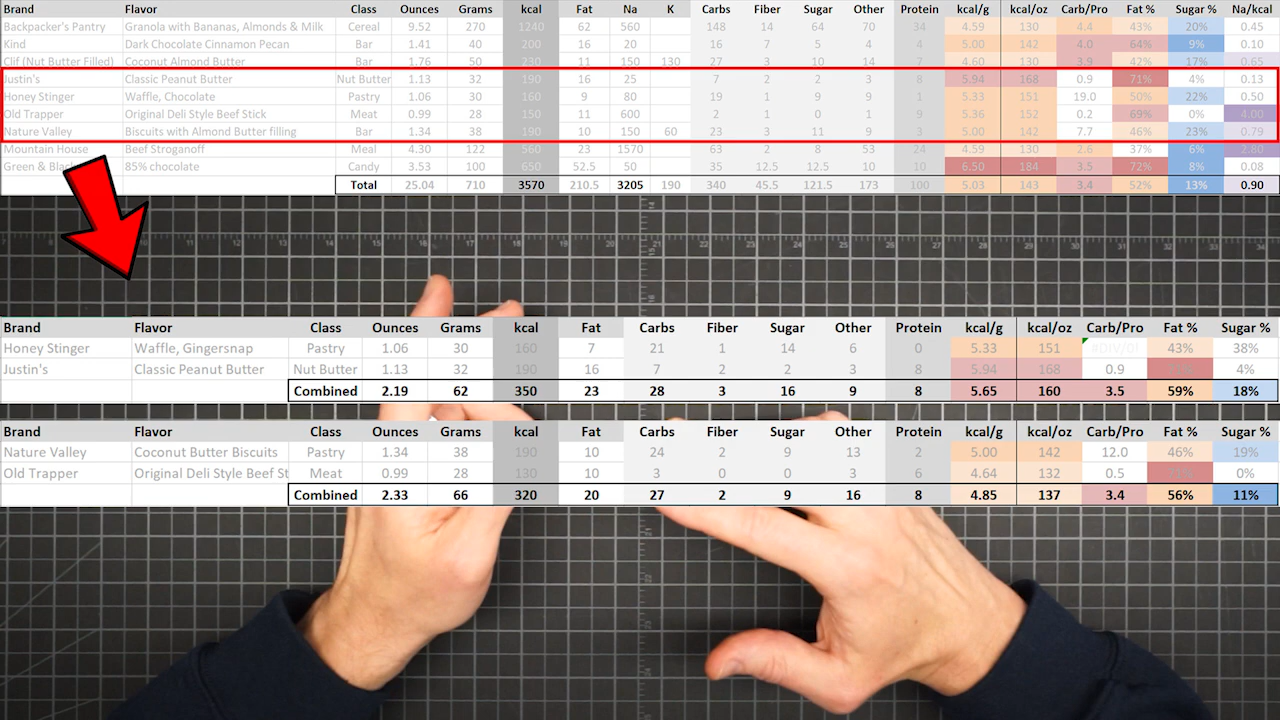 Brand Flavor Class Ounces Grams kcal Fat Na K Carbs Fiber Sugar Other Protein kcal/g kcal/oz Carb/Pro Fat % Sugar % Na/kcal
Backpacker's Pantry Granola with Bananas, Almonds & Milk Cereal 9.52 270 1240 62 560 148 14 64 70 34 4.59 130 4.4 43% 20% 0.45
Kind Dark Chocolate Cinnamon Pecan Bar 1.41 40 200 16 20 16 7 5 4 4 5.00 142 4.0 64% 9% 0.10
Clif (Nut Butter Filled) Coconut Almond Butter Bar 1.76 50 230 11 150 130 27 3 10 14 7 4.60 130 3.9 42% 17% 0.65
Justin's Classic Peanut Butter Nut Butter 1.13 32 190 16 25 7 2 2 3 8 5.94 168 0.9 71% 4% 0.13
Honey Stinger Waffle, Chocolate Pastry 1.06 30 160 9 80 19 1 9 9 1 5.33 151 19.0 50% 22% 0.50
Old Trapper Original Deli Style Beef Stick Meat 0.99 28 150 11 600 2 1 0 1 9 5.36 152 0.2 69% 0% 4.00
Nature Valley Biscuits with Almond Butter filling Bar 1.34 38 190 10 150 60 23 3 11 9 3 5.00 142 7.7 46% 23% 0.79
Mountain House Beef Stroganoff Meal 4.30 122 560 23 1570 63 2 8 53 24 4.59 130 2.6 37% 6% 2.80
Green & 85% chocolate Candy 3.53 100 650 52.5 50 35 12.5 12.5 10 10 6.50 184 3.5 72% 8% 0.08
Total 25.04 710 3570 210.5 3205 190 340 45.5 121.5 173 100 5.03 143 3.4 52% 13% 0.90
Brand Flavor Class Ounces Grams kcal Fat Carbs Fiber Sugar Other Protein kcal/g kcal/oz Carb/Pro Fat % Sugar %
Honey Stinger Waffle, Gingersnap Pastry 1.06 30 160 7 21 1 14 6 0 5.33 151 #DIV/0! 43% 38%
Justin's Classic Peanut Butter Nut Butter 1.13 32 190 16 7 2 2 3 8 5.94 168 0.9 4%
Combined 2.19 62 350 23 28 3 16 9 8 5.65 160 3.5 59% 18%
Brand Flavor Class Ounces Grams kcal Fat Carbs Fiber Sugar Other Protein kcal/g kcal/oz Carb/Pro Fat % Sugar %
Nature Valley Coconut Butter Biscuits Pastry 1.34 38 190 10 24 2 9 13 2 5.00 142 12.0 46% 19%
Old Trapper Original Deli Style Beef St Meat 0.99 28 130 10 3 0 0 3 6 4.64 132 0.5 0%
Combined 2.33 66 320 20 27 2 9 16 8 4.85 137 3.4 56% 11%